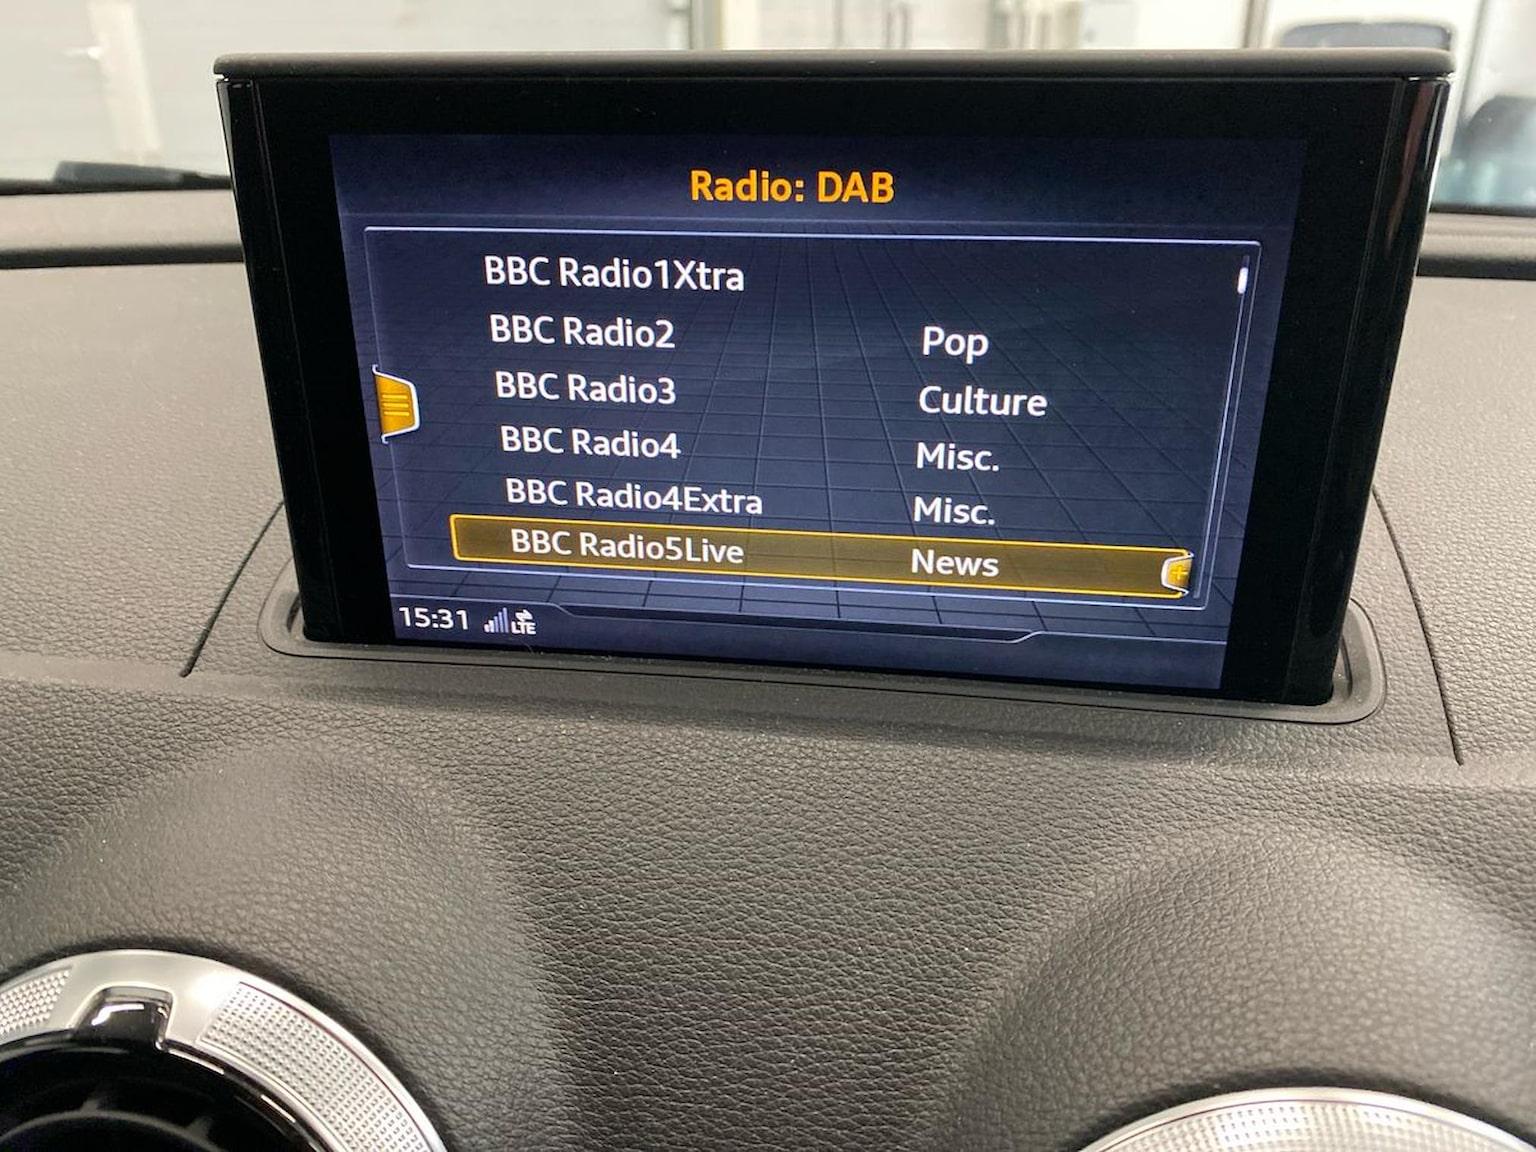 Radio: DAB
BBC Radio1Xtra
BBC Radio2 Pop
BBC Radio3 Culture
BBC Radio4 Misc.
BBC Radio4Extra Misc.
BBC Radio5Live News
15:31 LTE